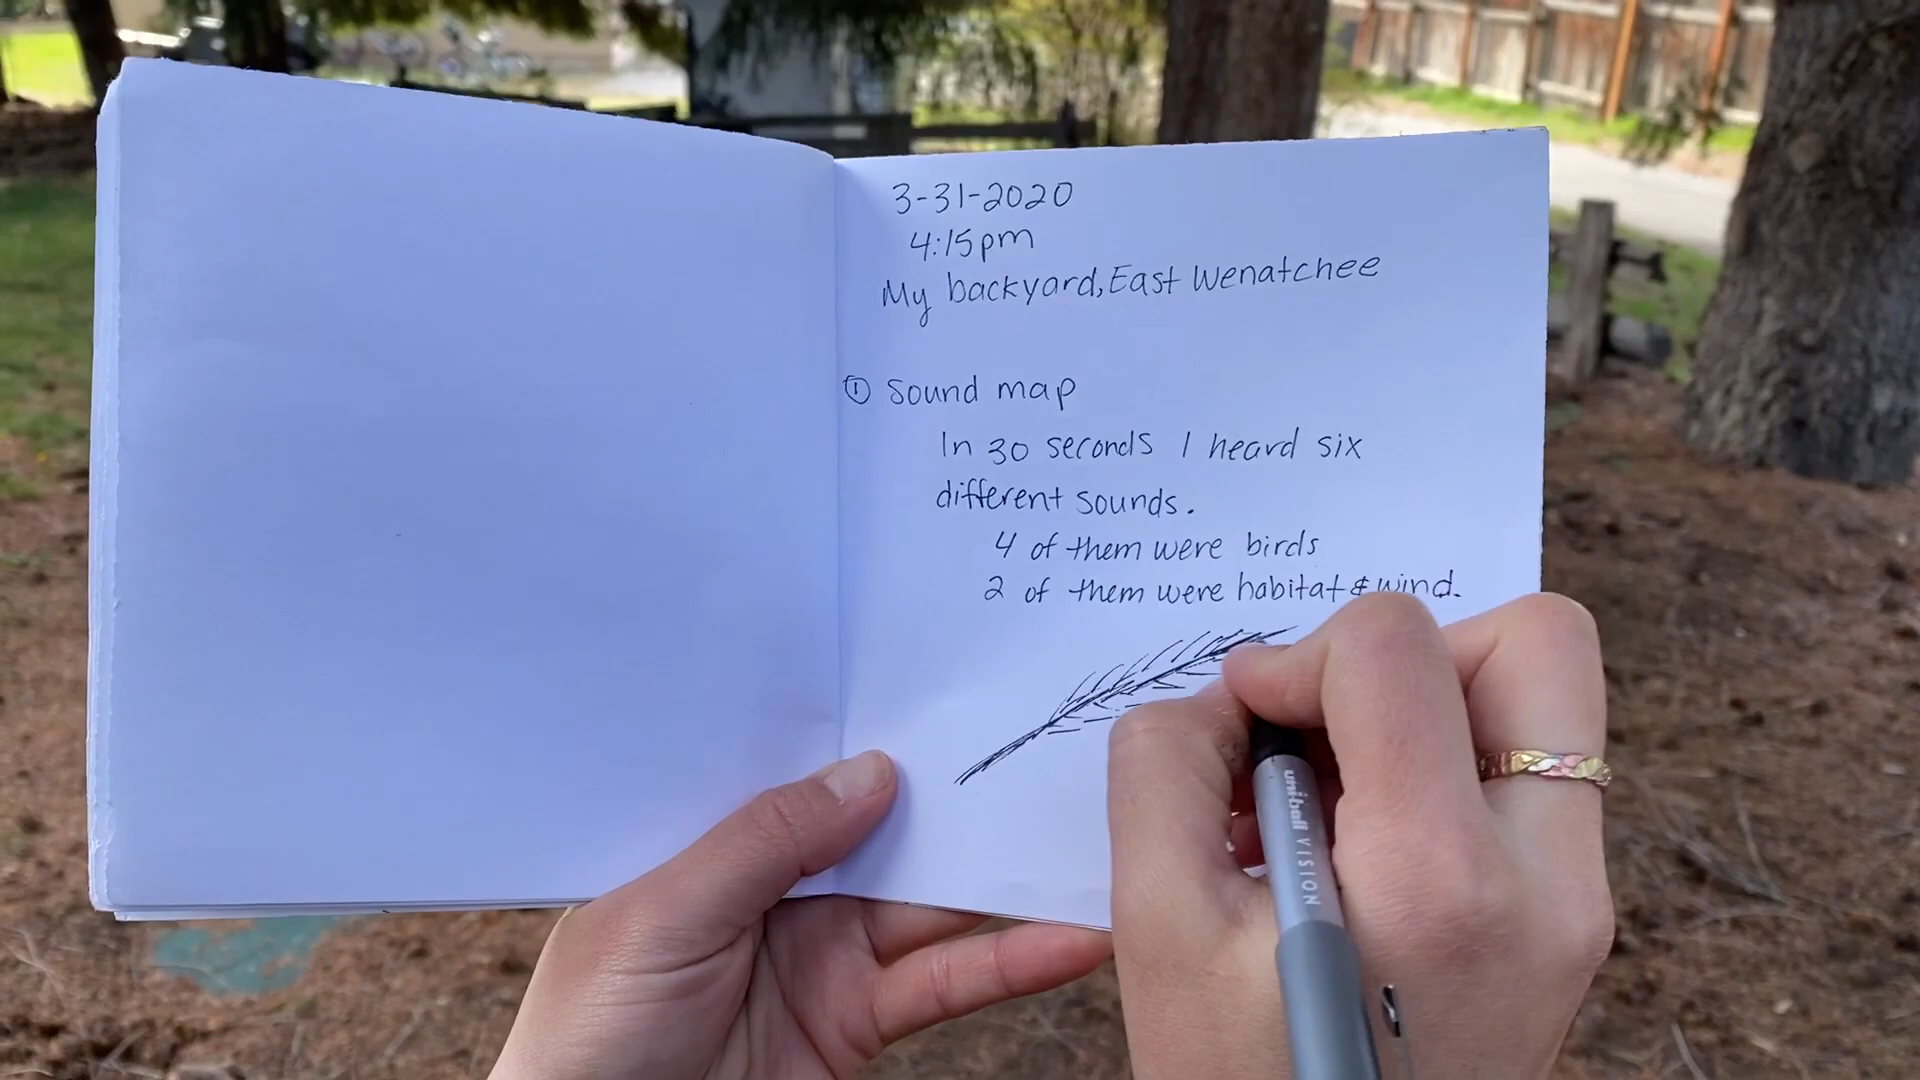 3-31-2020
4:15pm
My backyard, East Wenatchee
① Sound map
In 30 seconds I heard six
different sounds.
4 of them were birds
2 of them were habitat & wind.
uniball VISION